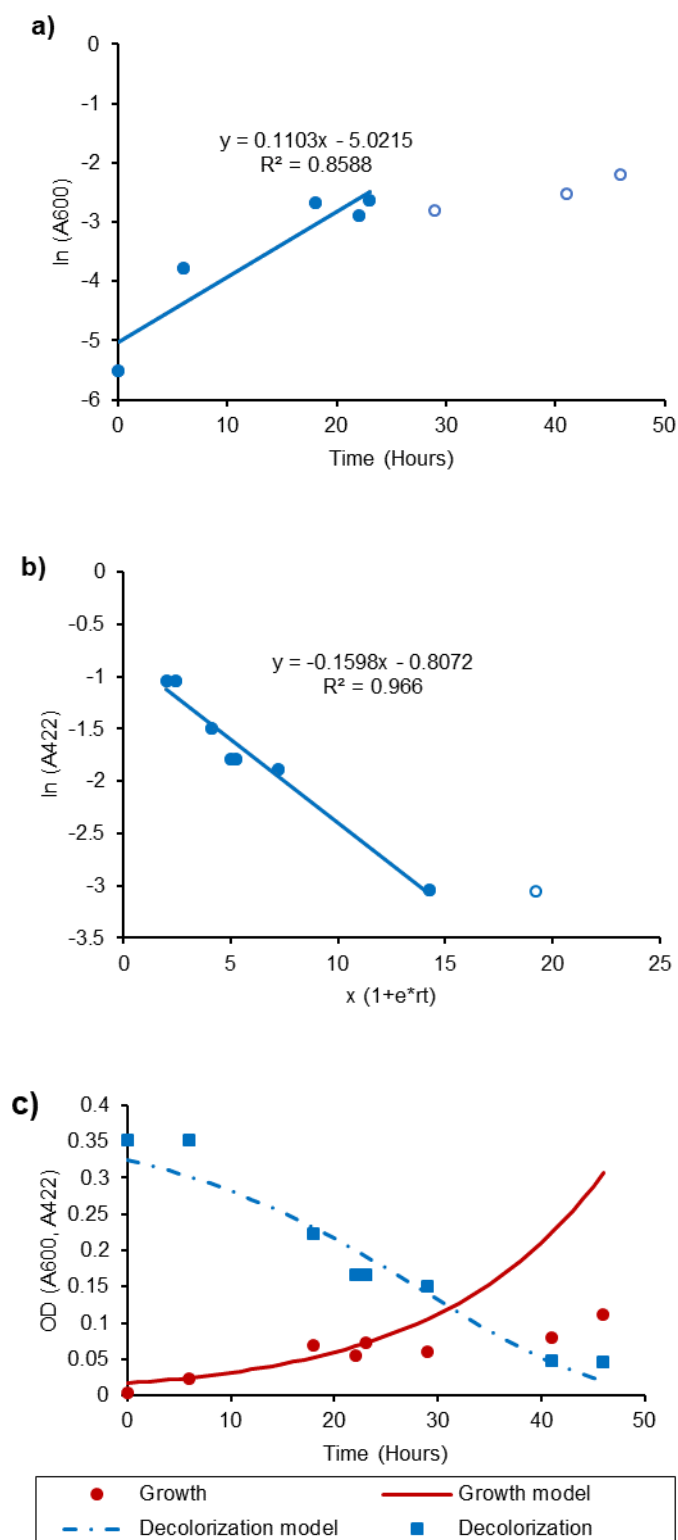 a)
y = 0.1103x - 5.0215
R² = 0.8588
ln (A600)
0
-1
-2
-3
-4
-5
-6
0 10 20 30 40 50
Time (Hours)
b)
y = -0.1598x - 0.8072
R² = 0.966
ln (A422)
0
-0.5
-1
-1.5
-2
-2.5
-3
-3.5
0 5 10 15 20 25
x (1+e*rt)
c)
OD (A600, A422)
0.4
0.35
0.3
0.25
0.2
0.15
0.1
0.05
0
0 10 20 30 40 50
Time (Hours)
Growth Growth model
Decolorization model Decolorization